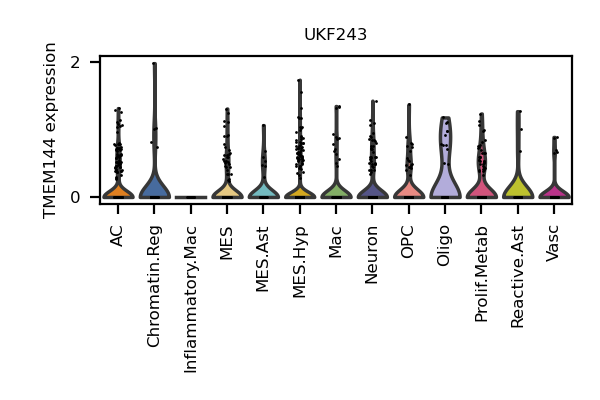 UKF243
TMEM144 expression
2
0
AC
Chromatin.Reg
Inflammatory.Mac
MES
MES.Ast
MES.Hyp
Mac
Neuron
OPC
Oligo
Prolif.Metab
Reactive.Ast
Vasc